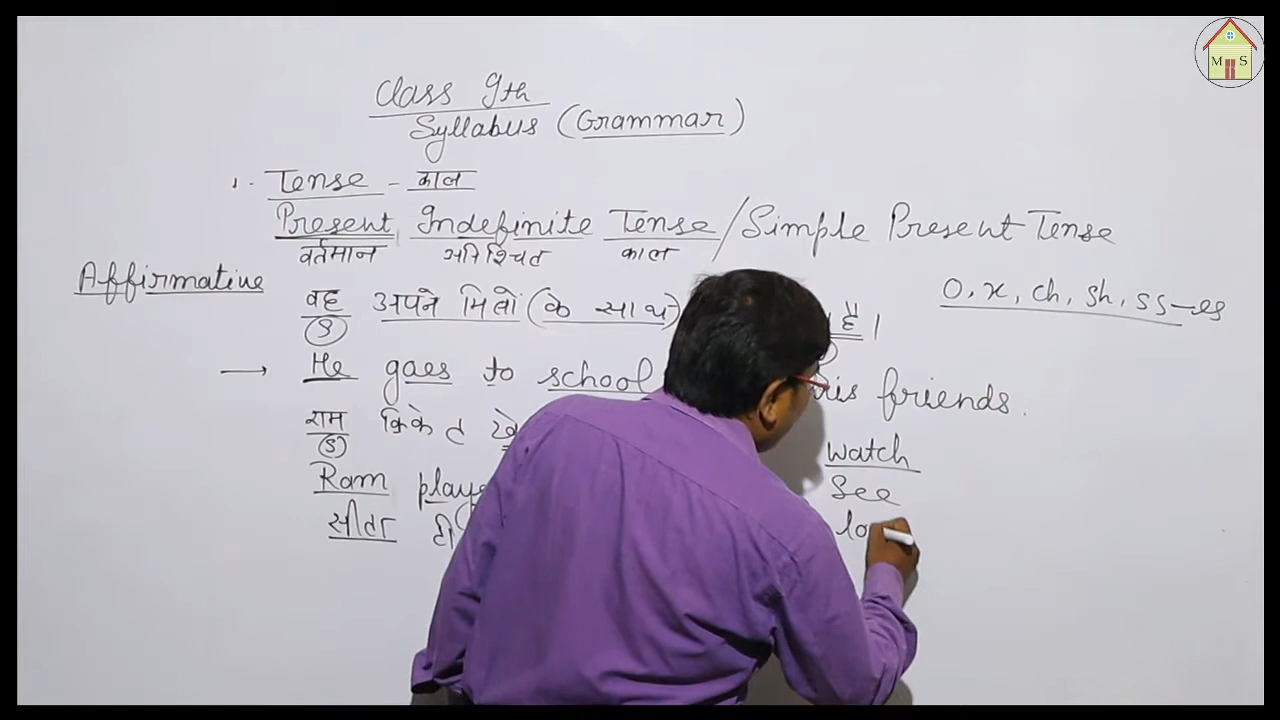 M S
Class 9th
Syllabus (Grammar)
1. Tense - काल
Present Indefinite Tense / Simple Present Tense
वर्तमान अनिश्चित काल
Affirmative
O, x, ch, sh, ss - es
वह अपने मित्रों (के साथ) है।
(S)
→ He goes to school his friends.
राम क्रिकेट
(S)
Ram
watch
See
सीता
lo